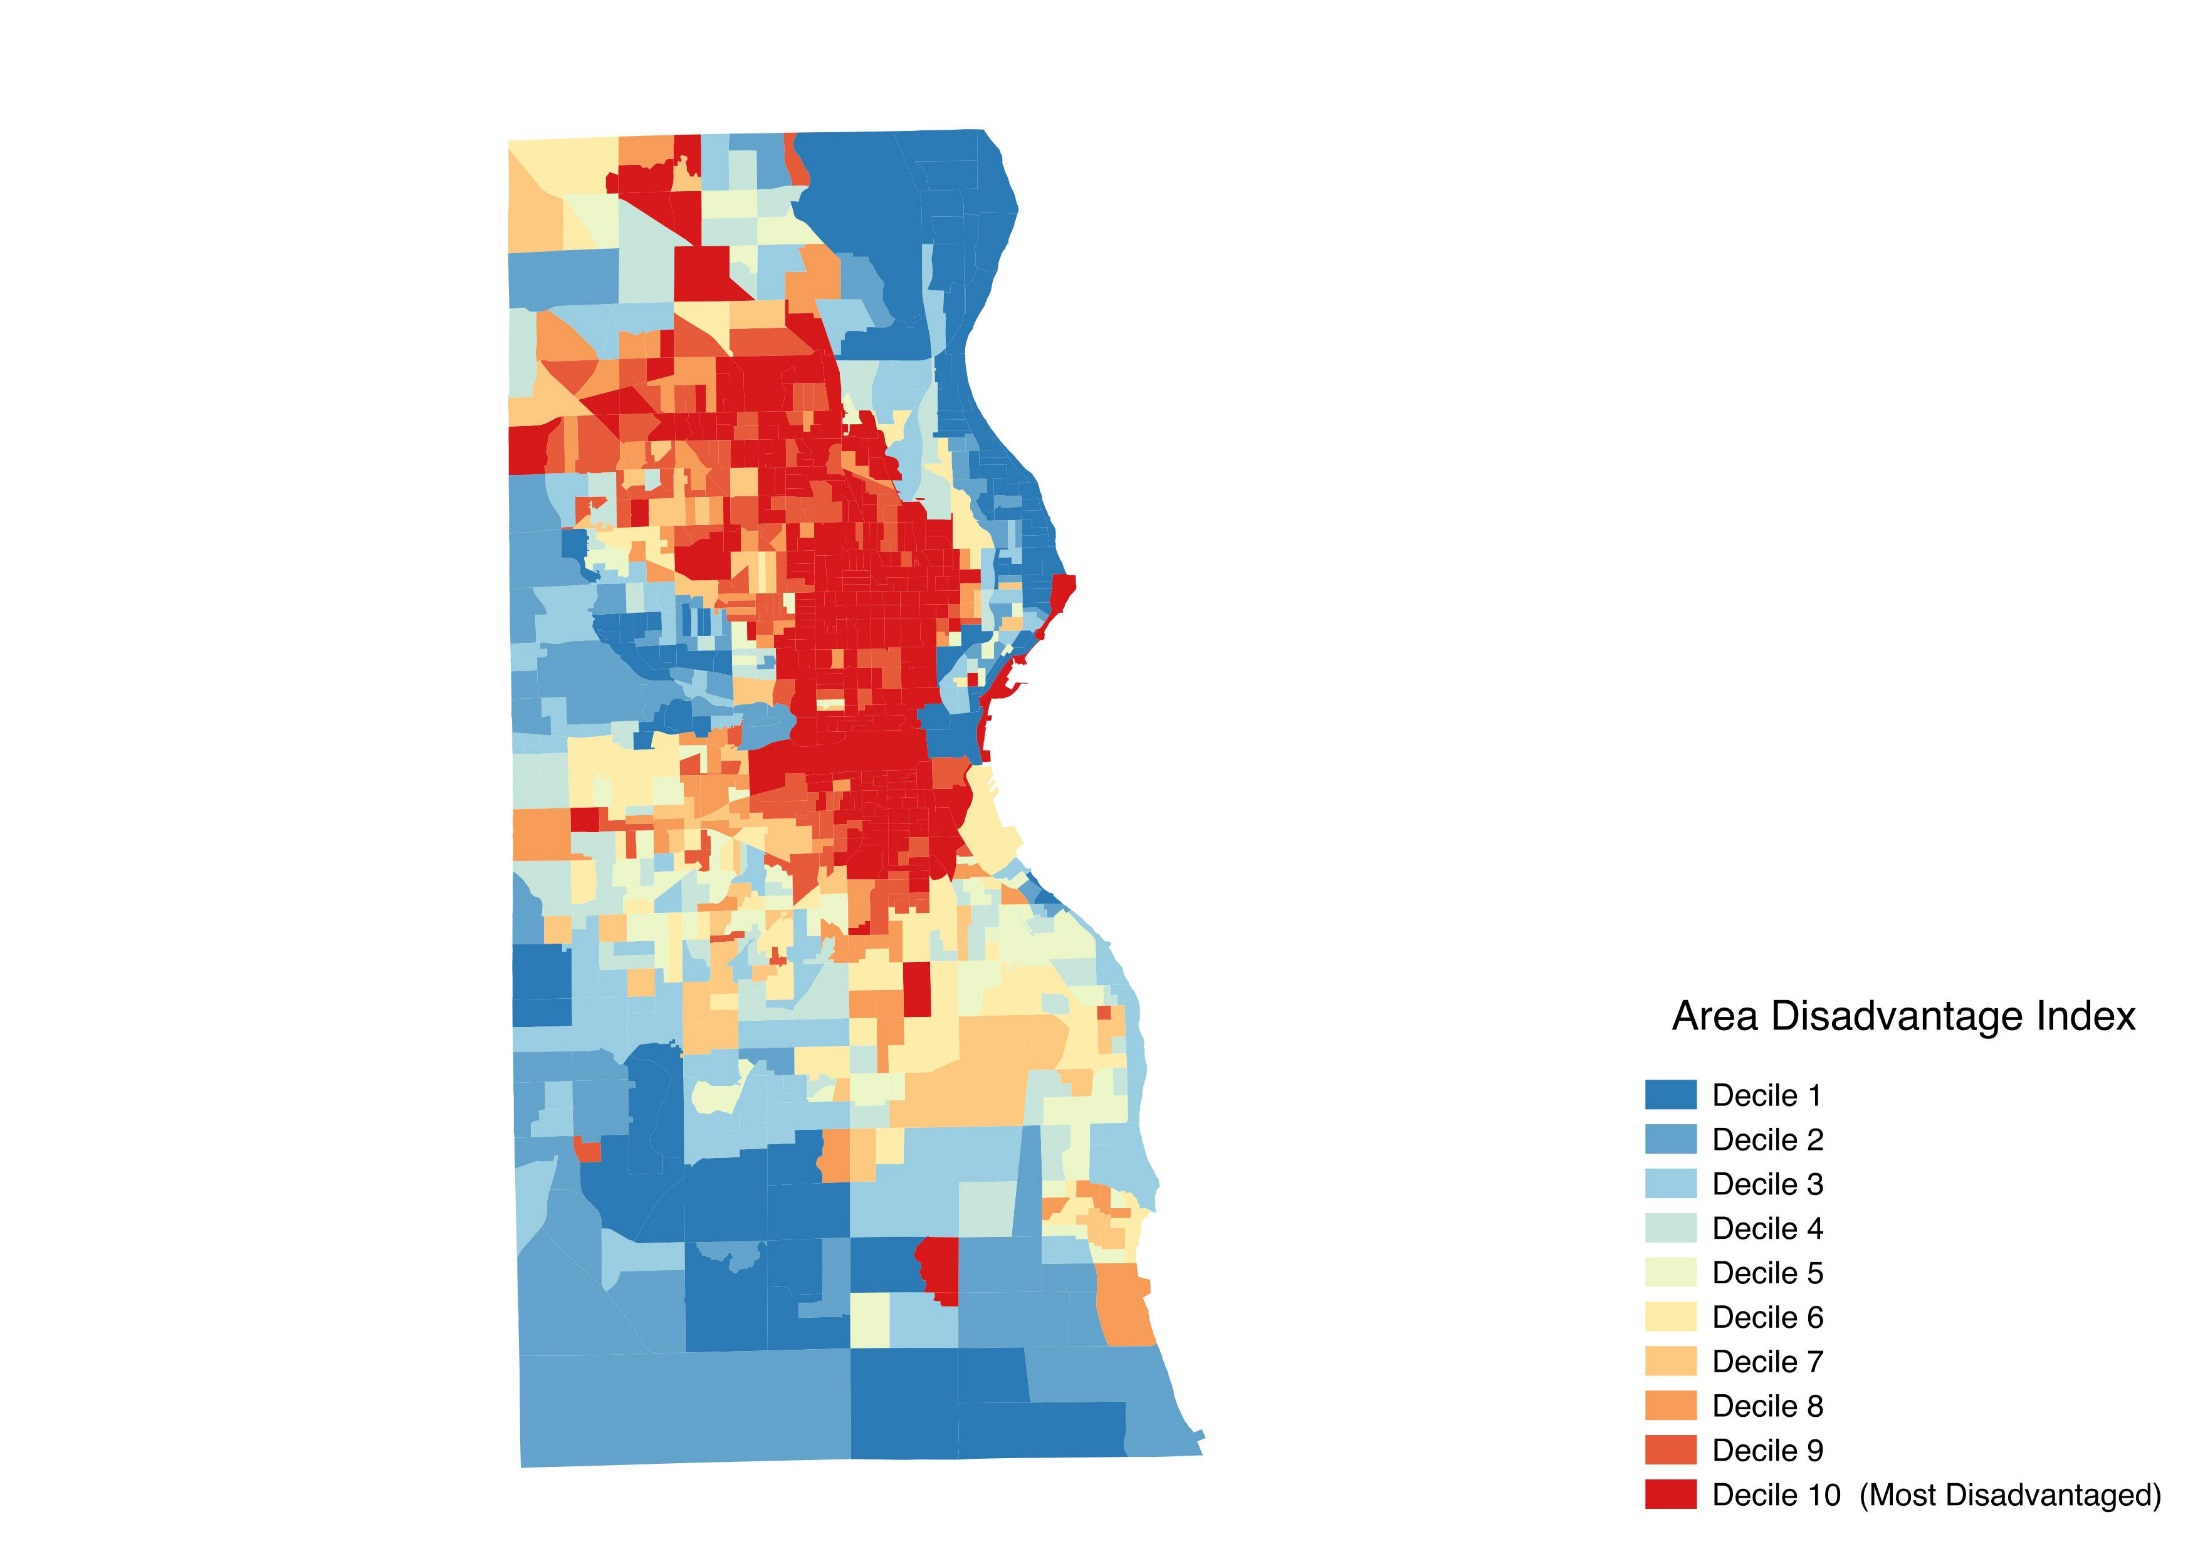 Area Disadvantage Index
Decile 1
Decile 2
Decile 3
Decile 4
Decile 5
Decile 6
Decile 7
Decile 8
Decile 9
Decile 10 (Most Disadvantaged)